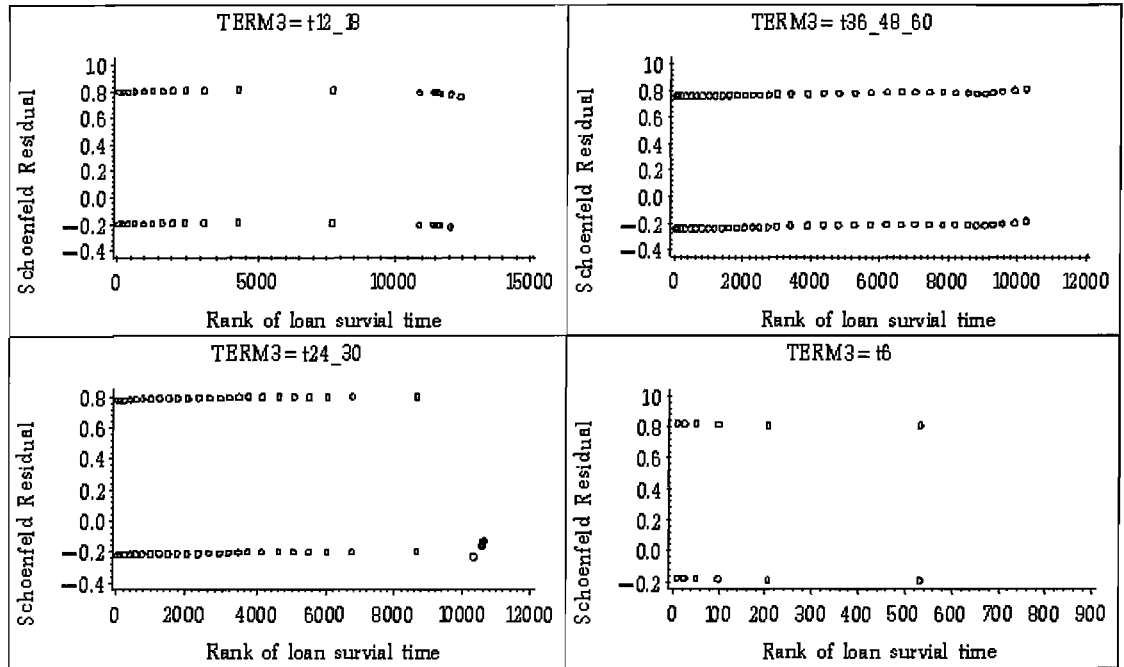 TERM3= t12_18
Schoenfeld Residual
1.0
0.8
0.6
0.4
0.2
0.0
−0.2
−0.4
0 5000 10000 15000
Rank of loan survial time
TERM3= t36_48_60
Schoenfeld Residual
1.0
0.8
0.6
0.4
0.2
0.0
−0.2
−0.4
0 2000 4000 6000 8000 10000 12000
Rank of loan survial time
TERM3= t24_30
Schoenfeld Residual
0.8
0.6
0.4
0.2
0.0
−0.2
−0.4
0 2000 4000 6000 8000 10000 12000
Rank of loan survial time
TERM3= t6
Schoenfeld Residual
1.0
0.8
0.6
0.4
0.2
0.0
−0.2
0 100 200 300 400 500 600 700 800 900
Rank of loan survial time